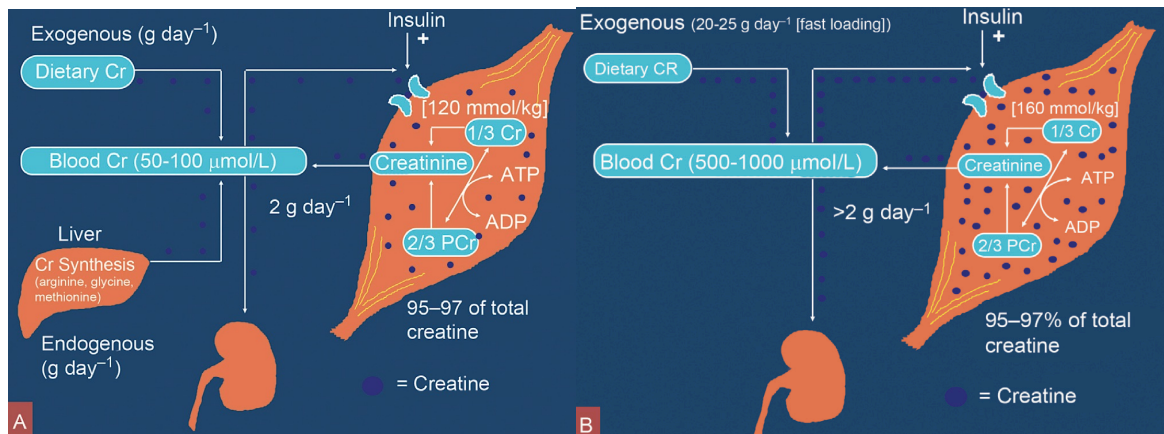 Exogenous (g day⁻¹)
Insulin
+
Dietary Cr
[120 mmol/kg]
1/3 Cr
Blood Cr (50-100 μmol/L)
Creatinine
ATP
2 g day⁻¹
ADP
Liver
2/3 PCr
Cr Synthesis
(arginine, glycine,
methionine)
95–97 of total
creatine
Endogenous
(g day⁻¹)
= Creatine
A
Exogenous (20-25 g day⁻¹ [fast loading])
Insulin
+
Dietary CR
[160 mmol/kg]
1/3 Cr
Blood Cr (500-1000 μmol/L)
Creatinine
ATP
>2 g day⁻¹
ADP
2/3 PCr
95–97% of total
creatine
= Creatine
B